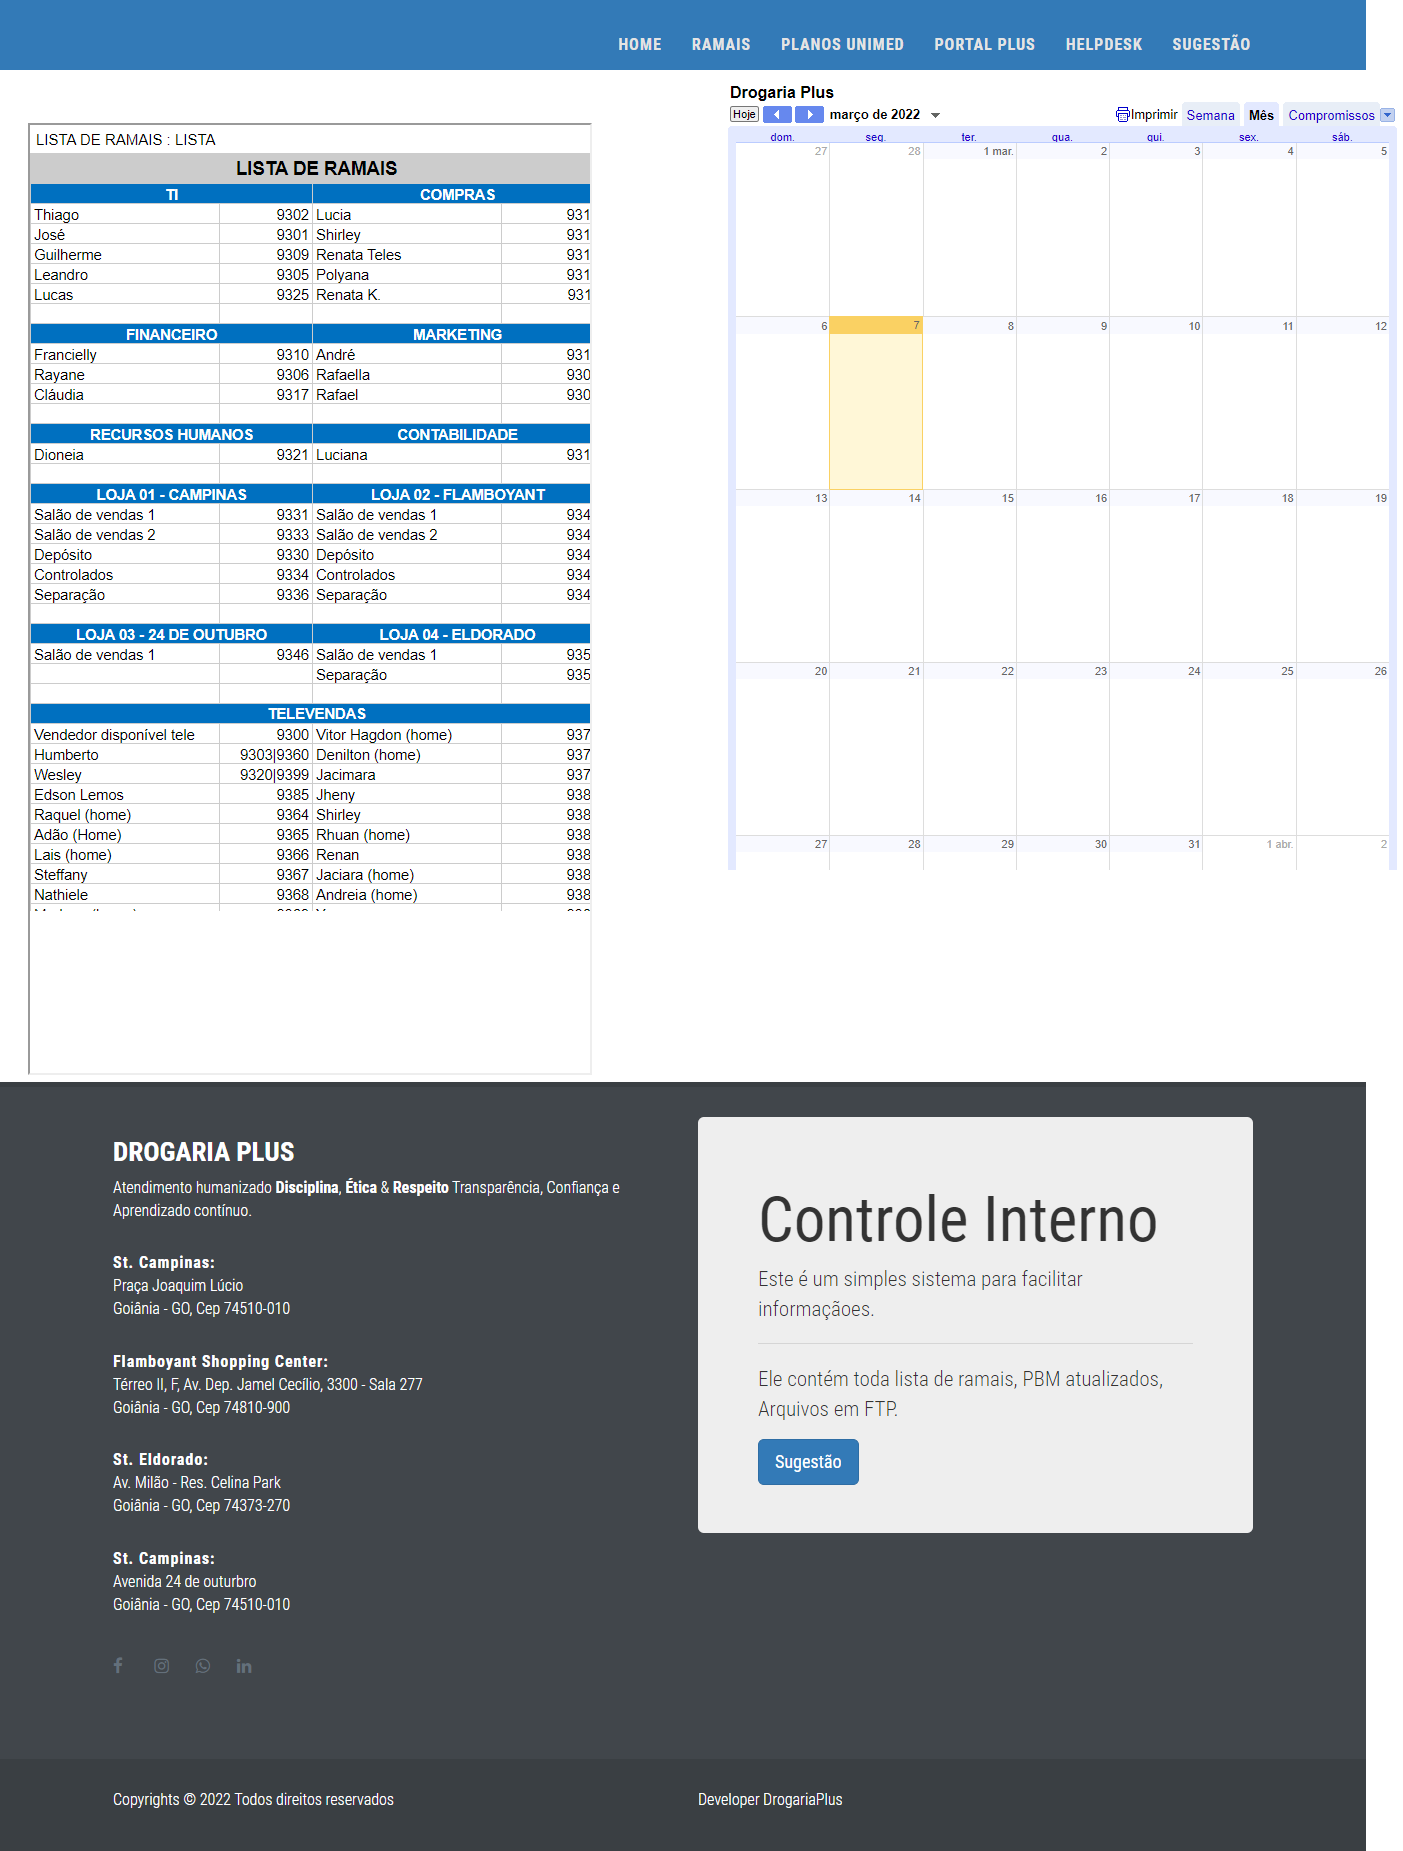 HOME RAMAIS PLANOS UNIMED PORTAL PLUS HELPDESK SUGESTÃO
LISTA DE RAMAIS : LISTA
LISTA DE RAMAIS
TI COMPRAS
Thiago 9302 Lucia 931
José 9301 Shirley 931
Guilherme 9309 Renata Teles 931
Leandro 9305 Polyana 931
Lucas 9325 Renata K. 931
FINANCEIRO MARKETING
Francielly 9310 André 931
Rayane 9306 Rafaella 930
Cláudia 9317 Rafael 930
RECURSOS HUMANOS CONTABILIDADE
Dioneia 9321 Luciana 931
LOJA 01 - CAMPINAS LOJA 02 - FLAMBOYANT
Salão de vendas 1 9331 Salão de vendas 1 934
Salão de vendas 2 9333 Salão de vendas 2 934
Depósito 9330 Depósito 934
Controlados 9334 Controlados 934
Separação 9336 Separação 934
LOJA 03 - 24 DE OUTUBRO LOJA 04 - ELDORADO
Salão de vendas 1 9346 Salão de vendas 1 935
Separação 935
TELEVENDAS
Vendedor disponível tele 9300 Vitor Hagdon (home) 937
Humberto 9303|9360 Denilton (home) 937
Wesley 9320|9399 Jacimara 937
Edson Lemos 9385 Jheny 938
Raquel (home) 9364 Shirley 938
Adão (Home) 9365 Rhuan (home) 938
Lais (home) 9366 Renan 938
Steffany 9367 Jaciara (home) 938
Nathiele 9368 Andreia (home) 938
Drogaria Plus
Hoje março de 2022 Imprimir Semana Mês Compromissos
dom. seg. ter. qua. qui. sex. sáb.
27 28 1 mar. 2 3 4 5
6 7 8 9 10 11 12
13 14 15 16 17 18 19
20 21 22 23 24 25 26
27 28 29 30 31 1 abr. 2
DROGARIA PLUS
Atendimento humanizado Disciplina, Ética & Respeito Transparência, Confiança e
Aprendizado contínuo.
St. Campinas:
Praça Joaquim Lúcio
Goiânia - GO, Cep 74510-010
Flamboyant Shopping Center:
Térreo II, F, Av. Dep. Jamel Cecílio, 3300 - Sala 277
Goiânia - GO, Cep 74810-900
St. Eldorado:
Av. Milão - Res. Celina Park
Goiânia - GO, Cep 74373-270
St. Campinas:
Avenida 24 de outurbro
Goiânia - GO, Cep 74510-010
Controle Interno
Este é um simples sistema para facilitar
informaçãoes.
Ele contém toda lista de ramais, PBM atualizados,
Arquivos em FTP.
Sugestão
Copyrights © 2022 Todos direitos reservados
Developer DrogariaPlus